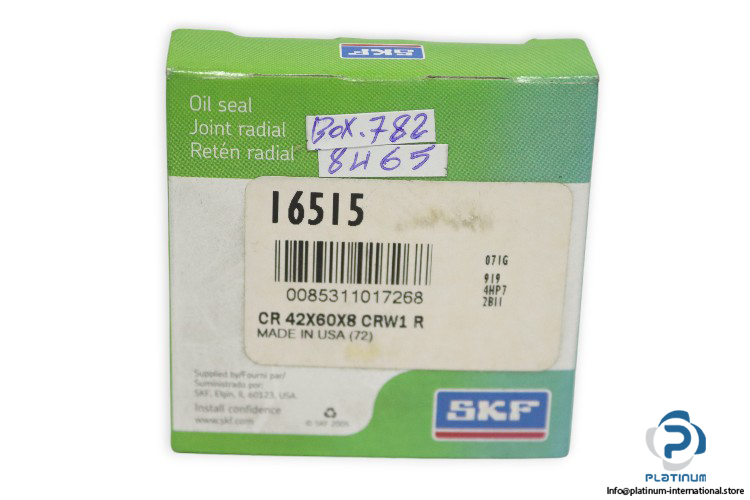 SKF
Oil seal
Joint radial
Retén radial
BOX.782
8465
16515
0085311017268
071G
919
4HP7
2B11
CR 42X60X8 CRW1 R
MADE IN USA (72)
Supplied by/Fourni par/
Suministrado por:
SKF, Elgin, IL 60123, USA
Install confidence
www.skf.com
© SKF 2005
SKF
PLATINUM
Info@platinum-international.store